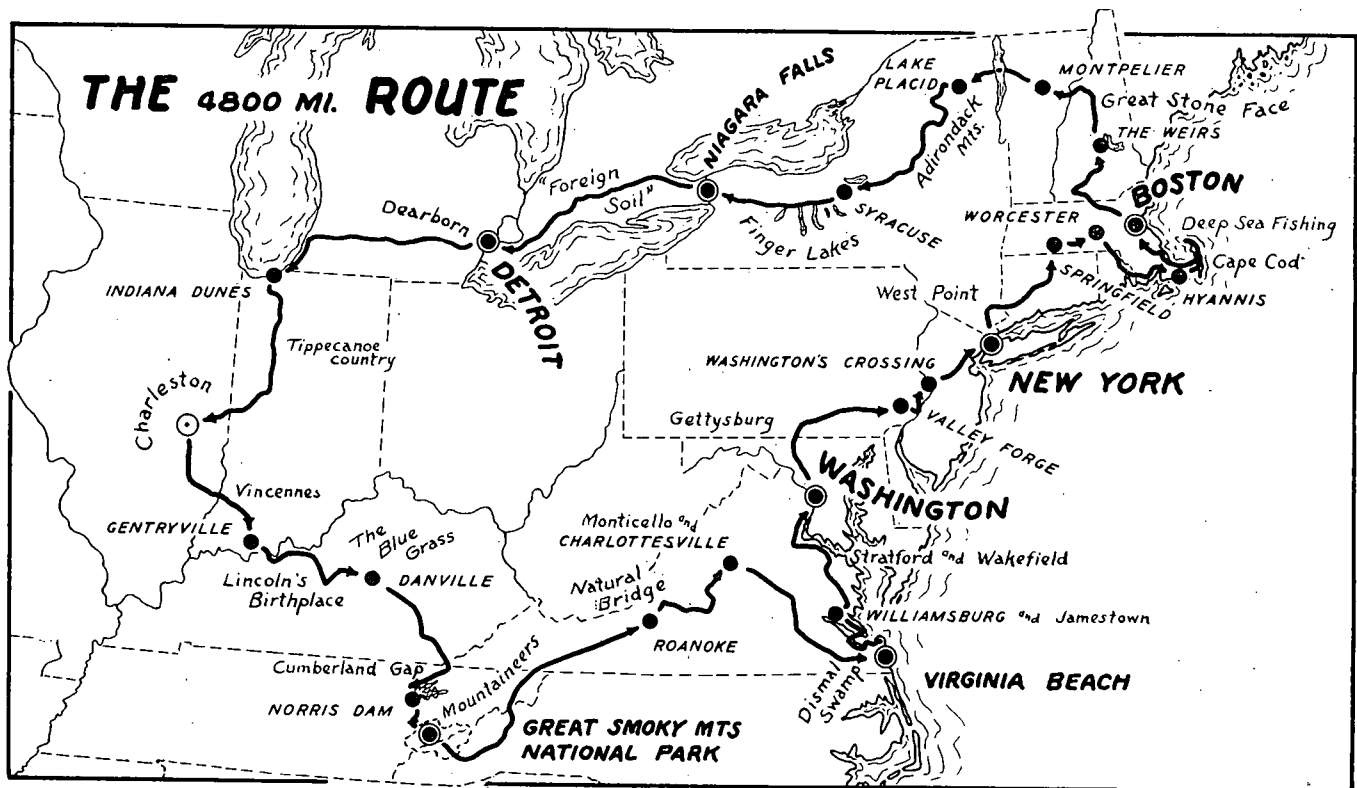 THE 4800 MI. ROUTE
NIAGARA FALLS
LAKE
PLACID
MONTPELIER
Great Stone Face
THE WEIRS
Adirondack
Mts.
BOSTON
"Foreign
Soil"
Dearborn
DETROIT
SYRACUSE
Finger Lakes
WORCESTER
Deep Sea Fishing
Cape Cod
SPRINGFIELD
HYANNIS
INDIANA DUNES
West Point
Tippecanoe
country
WASHINGTON'S CROSSING
NEW YORK
Charleston
Gettysburg
VALLEY FORGE
Vincennes
WASHINGTON
GENTRYVILLE
The
Blue Grass
Monticello and
CHARLOTTESVILLE
Stratford and Wakefield
Lincoln's
Birthplace
DANVILLE
Natural
Bridge
WILLIAMSBURG and Jamestown
ROANOKE
Cumberland Gap
Mountaineers
Dismal
Swamp
VIRGINIA BEACH
NORRIS DAM
GREAT SMOKY MTS
NATIONAL PARK